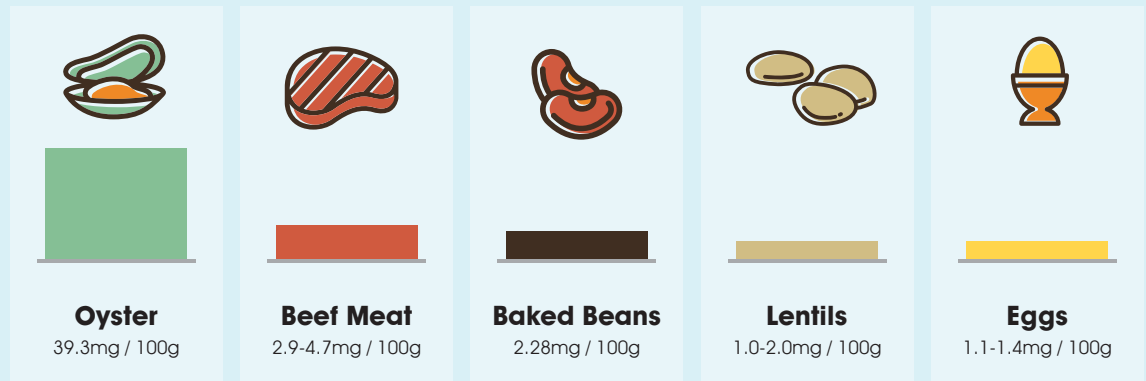 Oyster
39.3mg / 100g
Beef Meat
2.9-4.7mg / 100g
Baked Beans
2.28mg / 100g
Lentils
1.0-2.0mg / 100g
Eggs
1.1-1.4mg / 100g